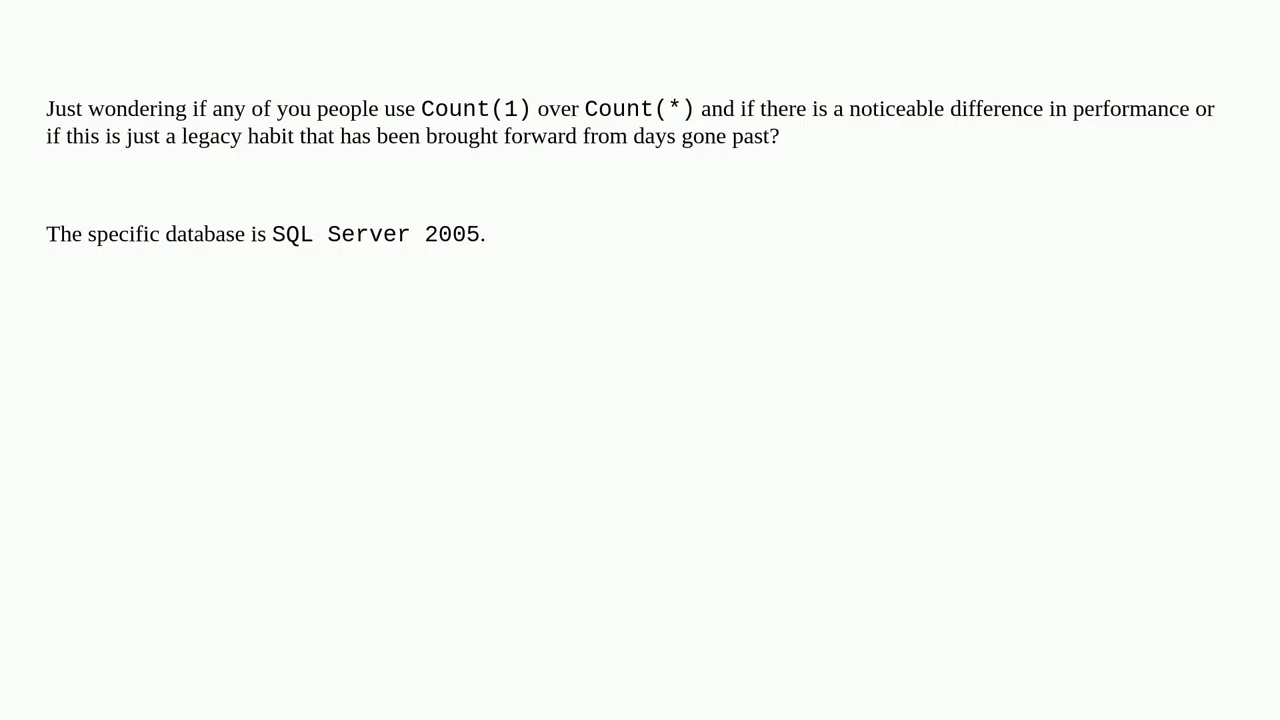 Just wondering if any of you people use Count(1) over Count(*) and if there is a noticeable difference in performance or
if this is just a legacy habit that has been brought forward from days gone past?
The specific database is SQL Server 2005.